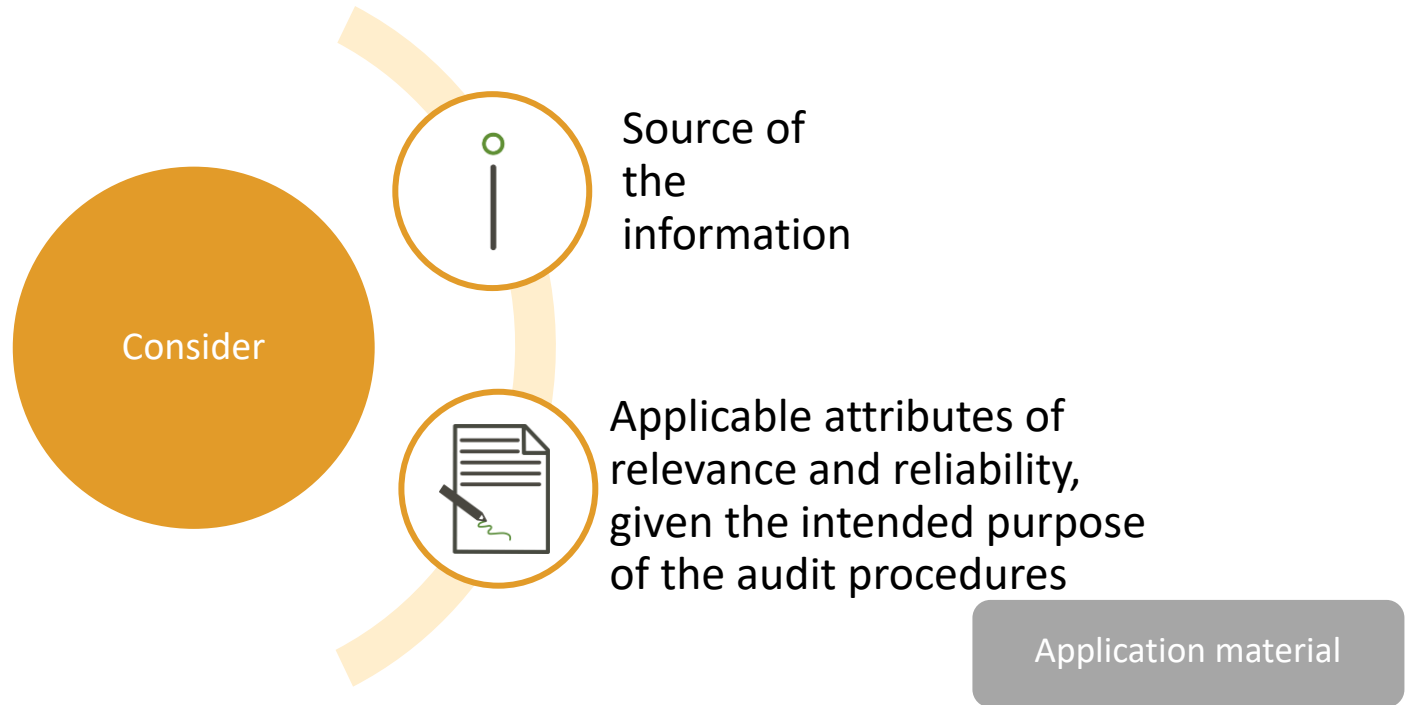 Consider
Source of
the
information
Applicable attributes of
relevance and reliability,
given the intended purpose
of the audit procedures
Application material